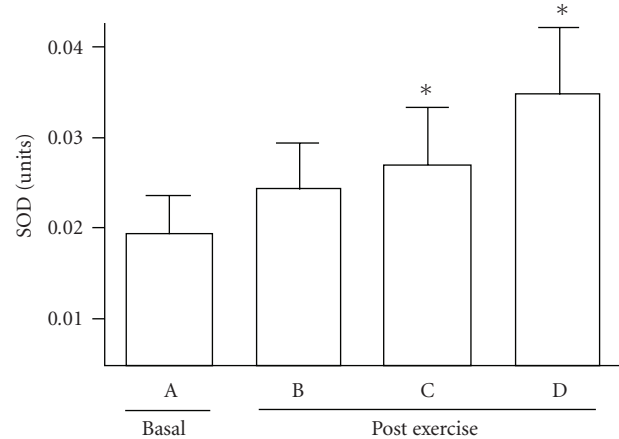 SOD (units)
0.04
0.03
0.02
0.01
*
*
A B C D
Basal Post exercise